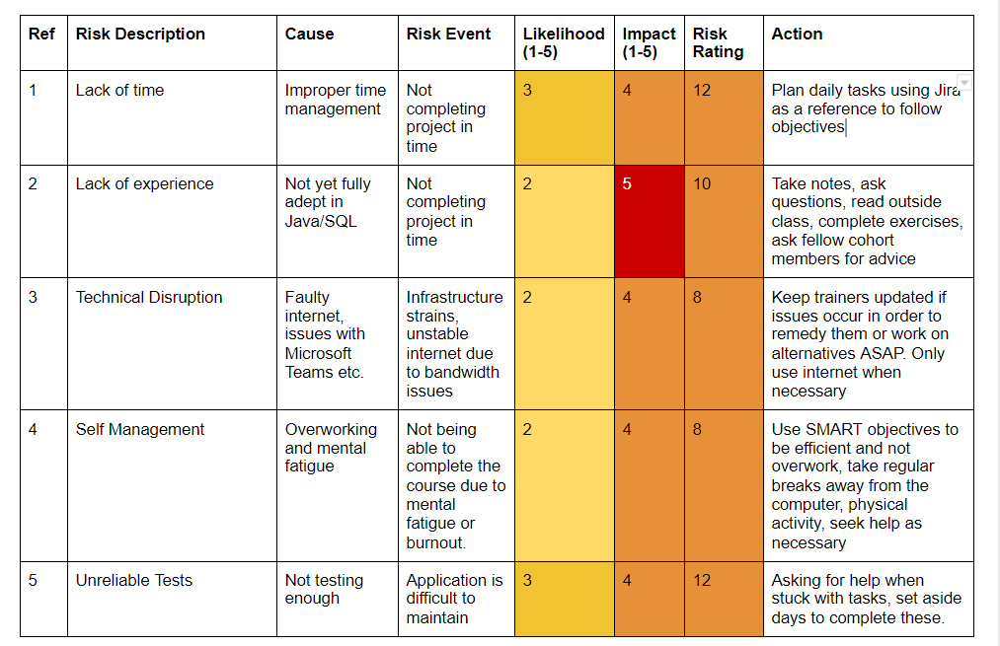 Ref Risk Description Cause Risk Event Likelihood (1-5) Impact (1-5) Risk Rating Action
1 Lack of time
Improper time
management
Not
completing
project in
time
3 4 12
Plan daily tasks using Jira
as a reference to follow
objectives
2 Lack of experience
Not yet fully
adept in
Java/SQL
Not
completing
project in
time
2 5 10
Take notes, ask
questions, read outside
class, complete exercises,
ask fellow cohort
members for advice
3 Technical Disruption
Faulty
internet,
issues with
Microsoft
Teams etc.
Infrastructure
strains,
unstable
internet due
to bandwidth
issues
2 4 8
Keep trainers updated if
issues occur in order to
remedy them or work on
alternatives ASAP. Only
use internet when
necessary
4 Self Management
Overworking
and mental
fatigue
Not being
able to
complete the
course due to
mental
fatigue or
burnout.
2 4 8
Use SMART objectives to
be efficient and not
overwork, take regular
breaks away from the
computer, physical
activity, seek help as
necessary
5 Unreliable Tests
Not testing
enough
Application is
difficult to
maintain
3 4 12
Asking for help when
stuck with tasks, set aside
days to complete these.